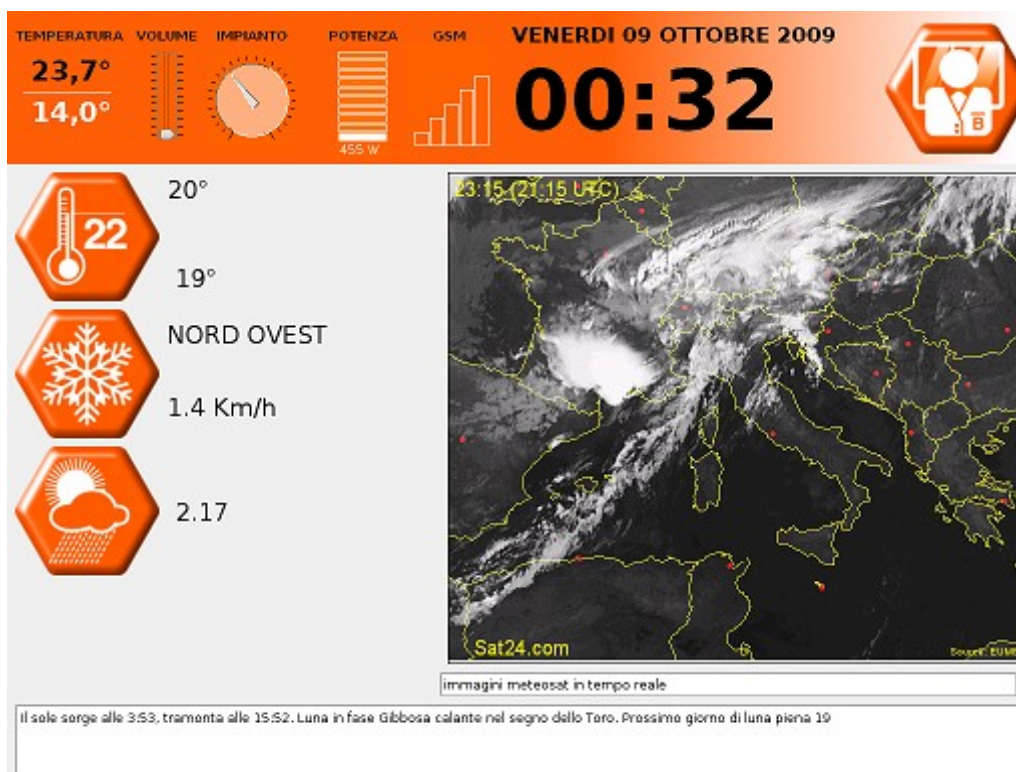 TEMPERATURA VOLUME IMPIANTO POTENZA GSM
23,7°
14,0°
455 W
VENERDI 09 OTTOBRE 2009
00:32
B
22
20°
19°
NORD OVEST
1.4 Km/h
2.17
23:15 (21:15 UTC)
Sat24.com
Source: EUME
immagini meteosat in tempo reale
Il sole sorge alle 3:53, tramonta alle 15:52. Luna in fase Gibbosa calante nel segno dello Toro. Prossimo giorno di luna piena 19